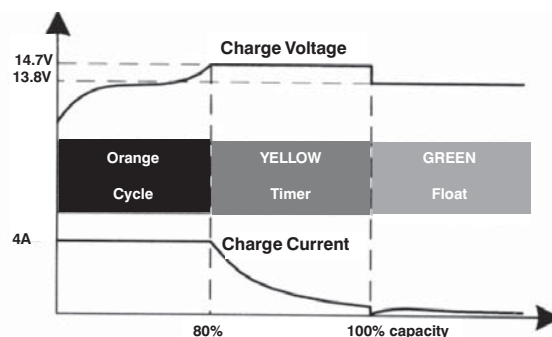 Charge Voltage
14.7V
13.8V
Orange
Cycle
YELLOW
Timer
GREEN
Float
4A
Charge Current
80%
100% capacity